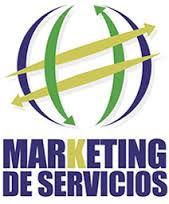 MARKETING
DE SERVICIOS